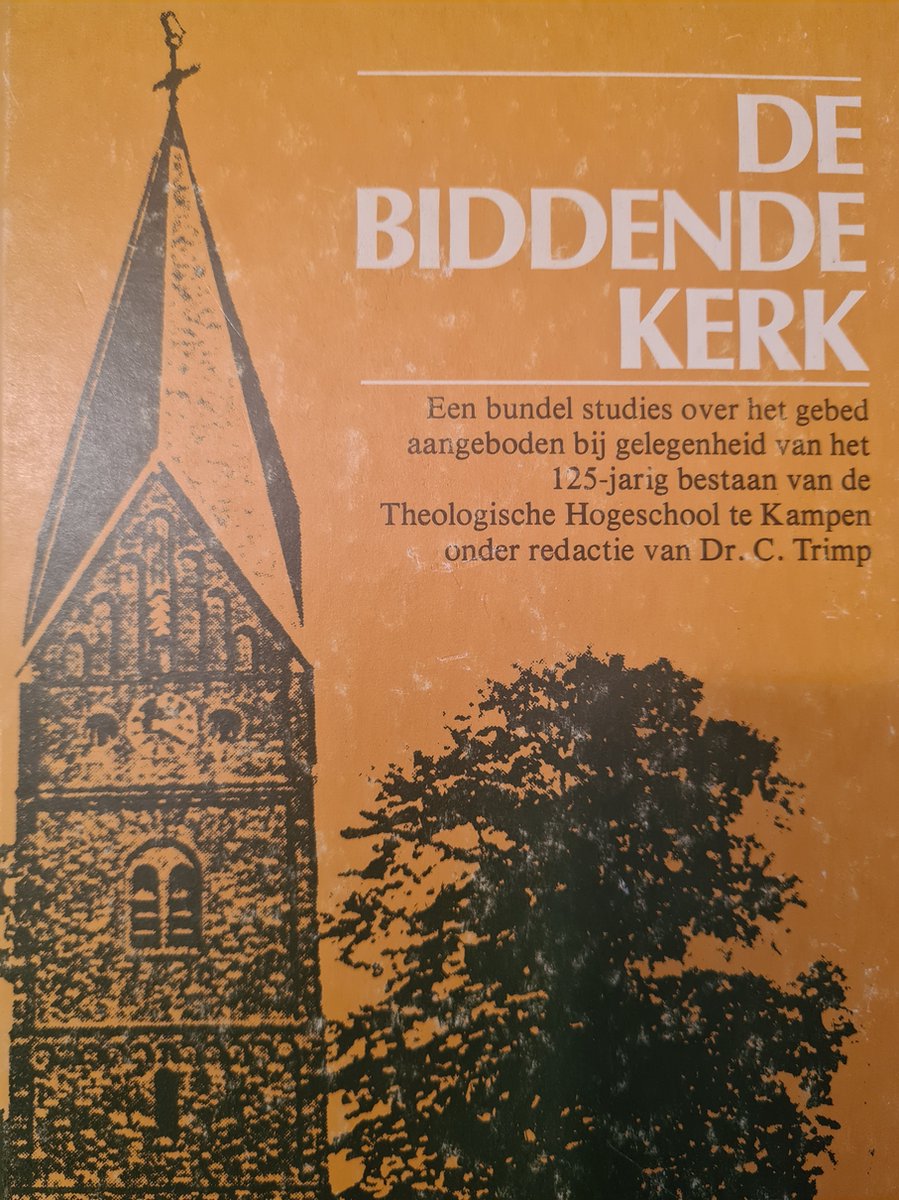 DE
BIDDENDE
KERK
Een bundel studies over het gebed
aangeboden bij gelegenheid van het
125-jarig bestaan van de
Theologische Hogeschool te Kampen
onder redactie van Dr. C. Trimp